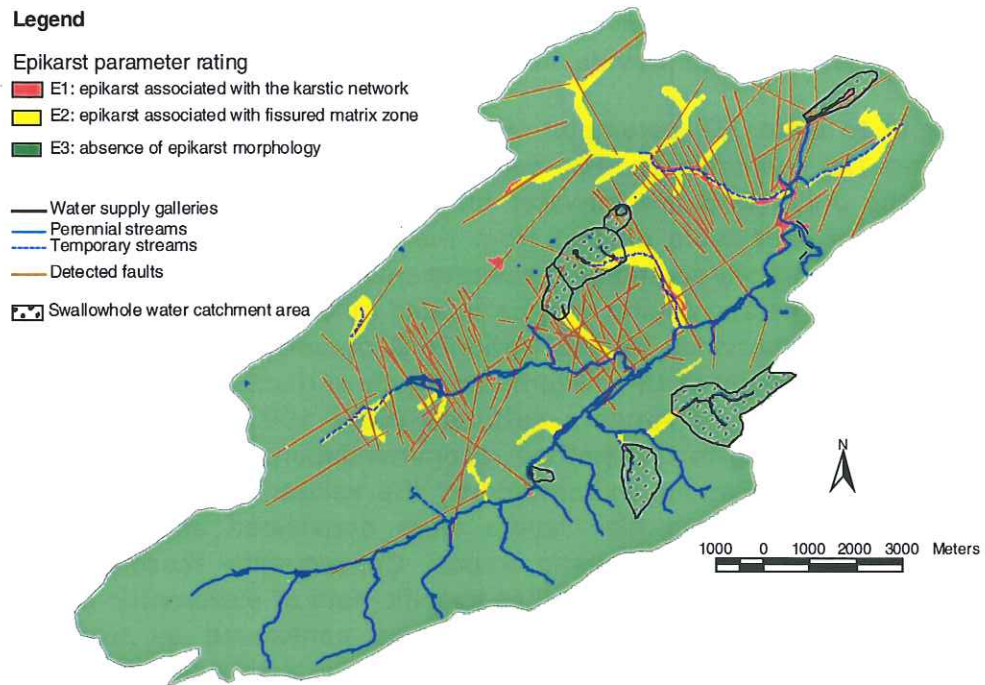 Legend
Epikarst parameter rating
E1: epikarst associated with the karstic network
E2: epikarst associated with fissured matrix zone
E3: absence of epikarst morphology
Water supply galleries
Perennial streams
Temporary streams
Detected faults
Swallowhole water catchment area
N
1000 0 1000 2000 3000 Meters